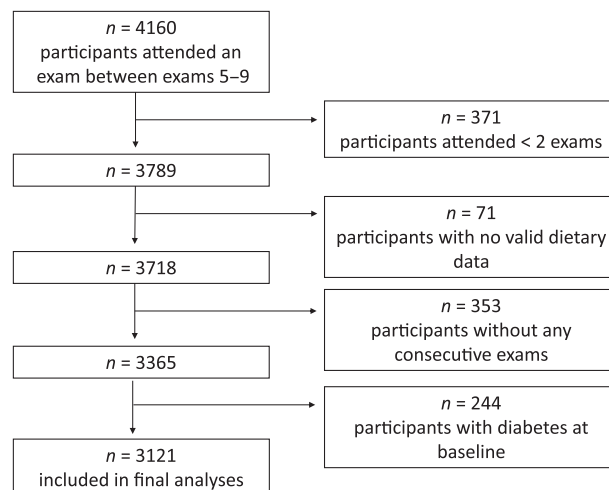 n = 4160
participants attended an
exam between exams 5–9
n = 371
participants attended < 2 exams
n = 3789
n = 71
participants with no valid dietary
data
n = 3718
n = 353
participants without any
consecutive exams
n = 3365
n = 244
participants with diabetes at
baseline
n = 3121
included in final analyses